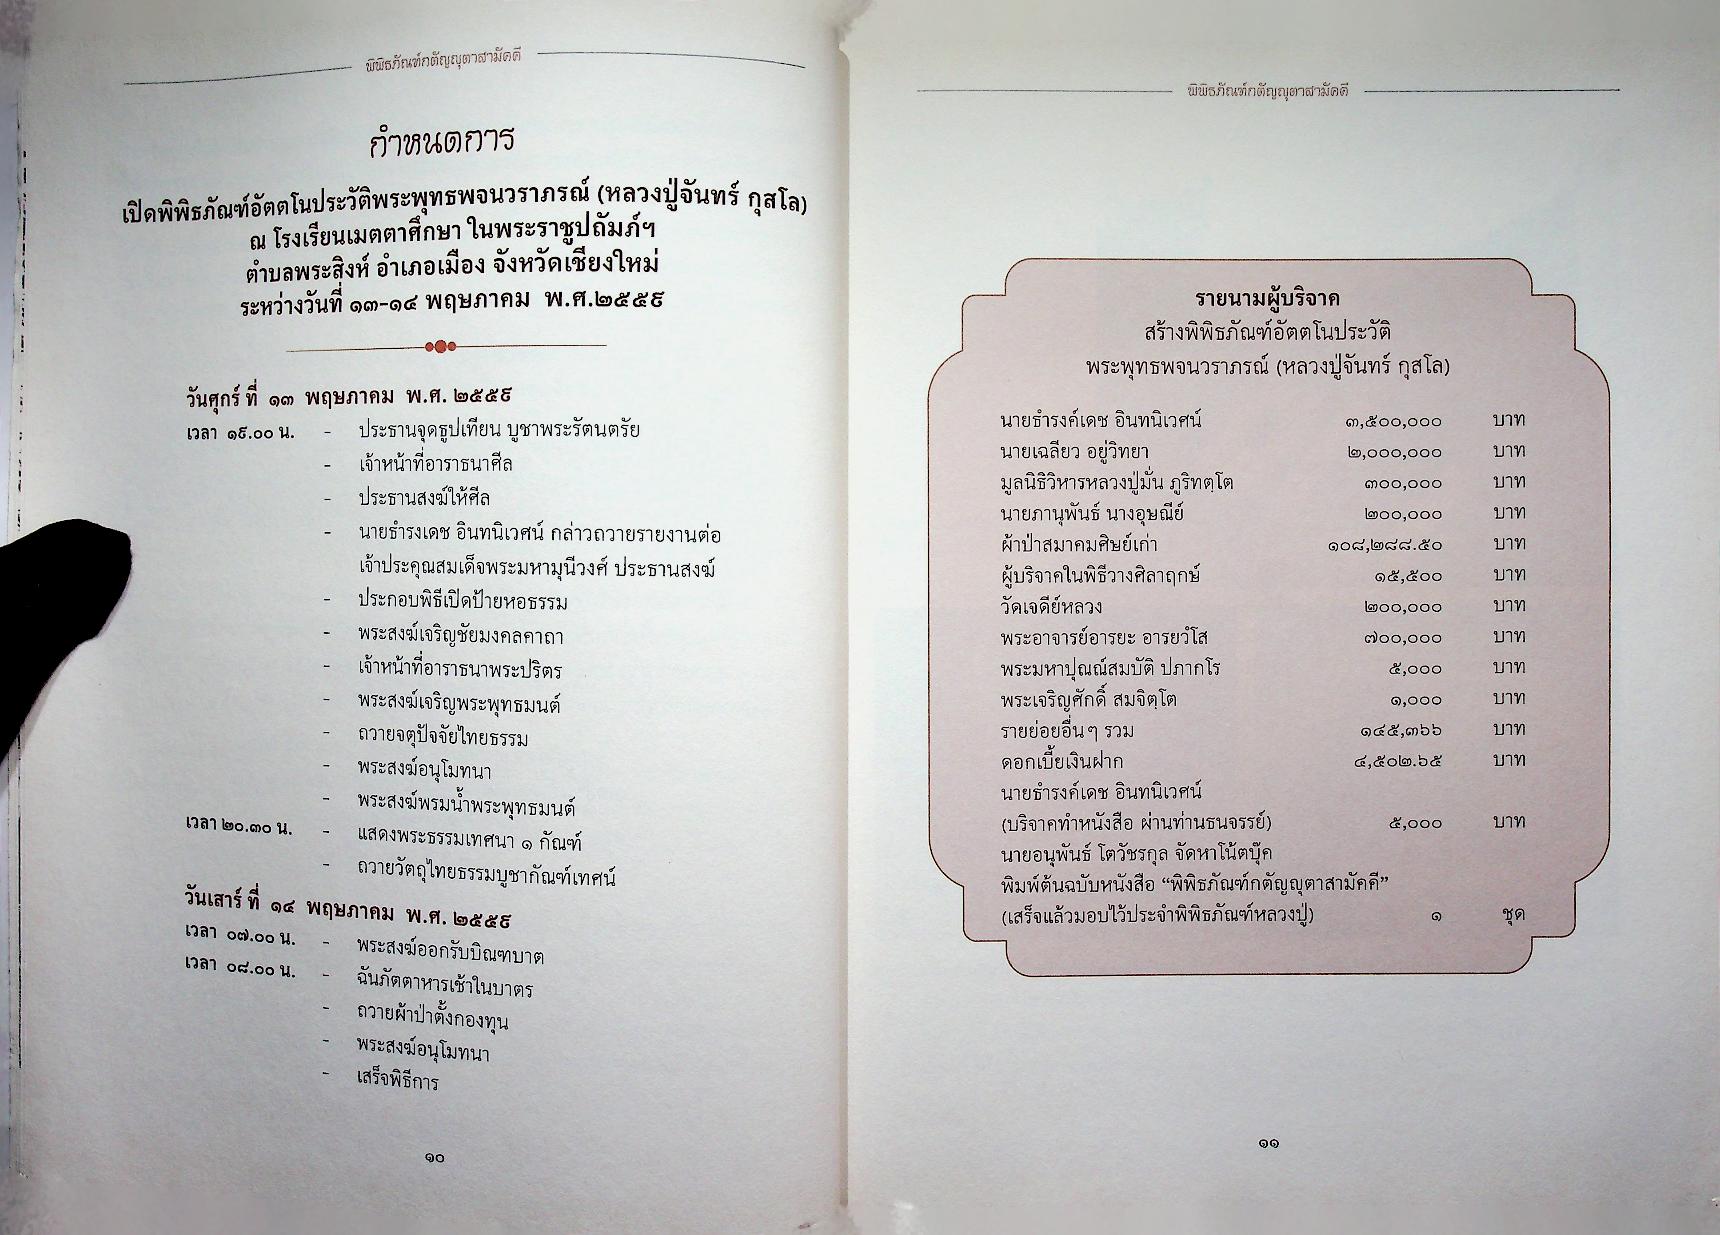 พิพิธภัณฑ์กตัญญุตาสามัคคี
กำหนดการ
เปิดพิพิธภัณฑ์อัตตโนประวัติพระพุทธพจนวราภรณ์ (หลวงปู่จันทร์ กุสโล)
ณ โรงเรียนเมตตาศึกษา ในพระราชูปถัมภ์ฯ
ตำบลพระสิงห์ อำเภอเมือง จังหวัดเชียงใหม่
ระหว่างวันที่ ๑๓-๑๔ พฤษภาคม พ.ศ.๒๕๕๙
วันศุกร์ ที่ ๑๓ พฤษภาคม พ.ศ. ๒๕๕๙
เวลา ๑๙.๐๐ น. - ประธานจุดธูปเทียน บูชาพระรัตนตรัย
- เจ้าหน้าที่อาราธนาศีล
- ประธานสงฆ์ให้ศีล
- นายธำรงเดช อินทนิเวศน์ กล่าวถวายรายงานต่อ
เจ้าประคุณสมเด็จพระมหามุนีวงศ์ ประธานสงฆ์
- ประกอบพิธีเปิดป้ายหอธรรม
- พระสงฆ์เจริญชัยมงคลคาถา
- เจ้าหน้าที่อาราธนาพระปริตร
- พระสงฆ์เจริญพระพุทธมนต์
- ถวายจตุปัจจัยไทยธรรม
- พระสงฆ์อนุโมทนา
- พระสงฆ์พรมน้ำพระพุทธมนต์
เวลา ๒๐.๓๐ น. - แสดงพระธรรมเทศนา ๑ กัณฑ์
- ถวายวัตถุไทยธรรมบูชากัณฑ์เทศน์
วันเสาร์ ที่ ๑๔ พฤษภาคม พ.ศ. ๒๕๕๙
เวลา ๐๗.๐๐ น. - พระสงฆ์ออกรับบิณฑบาต
เวลา ๐๘.๐๐ น. - ฉันภัตตาหารเช้าในบาตร
- ถวายผ้าป่าตั้งกองทุน
- พระสงฆ์อนุโมทนา
- เสร็จพิธีการ
๑๐
พิพิธภัณฑ์กตัญญุตาสามัคคี
รายนามผู้บริจาค
สร้างพิพิธภัณฑ์อัตตโนประวัติ
พระพุทธพจนวราภรณ์ (หลวงปู่จันทร์ กุสโล)
นายธำรงค์เดช อินทนิเวศน์ ๓,๕๐๐,๐๐๐ บาท
นายเฉลียว อยู่วิทยา ๒,๐๐๐,๐๐๐ บาท
มูลนิธิวิหารหลวงปู่มั่น ภูริทตฺโต ๓๐๐,๐๐๐ บาท
นายภานุพันธ์ นางอุษณีย์ ๒๐๐,๐๐๐ บาท
ผ้าป่าสมาคมศิษย์เก่า ๑๐๘,๒๘๘.๕๐ บาท
ผู้บริจาคในพิธีวางศิลาฤกษ์ ๑๕,๕๐๐ บาท
วัดเจดีย์หลวง ๒๐๐,๐๐๐ บาท
พระอาจารย์อารยะ อารยวํโส ๗๐๐,๐๐๐ บาท
พระมหาปุณณ์สมบัติ ปภากโร ๕,๐๐๐ บาท
พระเจริญศักดิ์ สมจิตฺโต ๑,๐๐๐ บาท
รายย่อยอื่นๆ รวม ๑๔๕,๓๖๖ บาท
ดอกเบี้ยเงินฝาก ๔,๕๐๒.๖๕ บาท
นายธำรงค์เดช อินทนิเวศน์
(บริจาคทำหนังสือ ผ่านท่านธนจรรย์) ๕,๐๐๐ บาท
นายอนุพันธ์ โตวัชรกุล จัดหาโน้ตบุ๊ค
พิมพ์ต้นฉบับหนังสือ “พิพิธภัณฑ์กตัญญุตาสามัคคี”
(เสร็จแล้วมอบไว้ประจำพิพิธภัณฑ์หลวงปู่) ๑ ชุด
๑๑